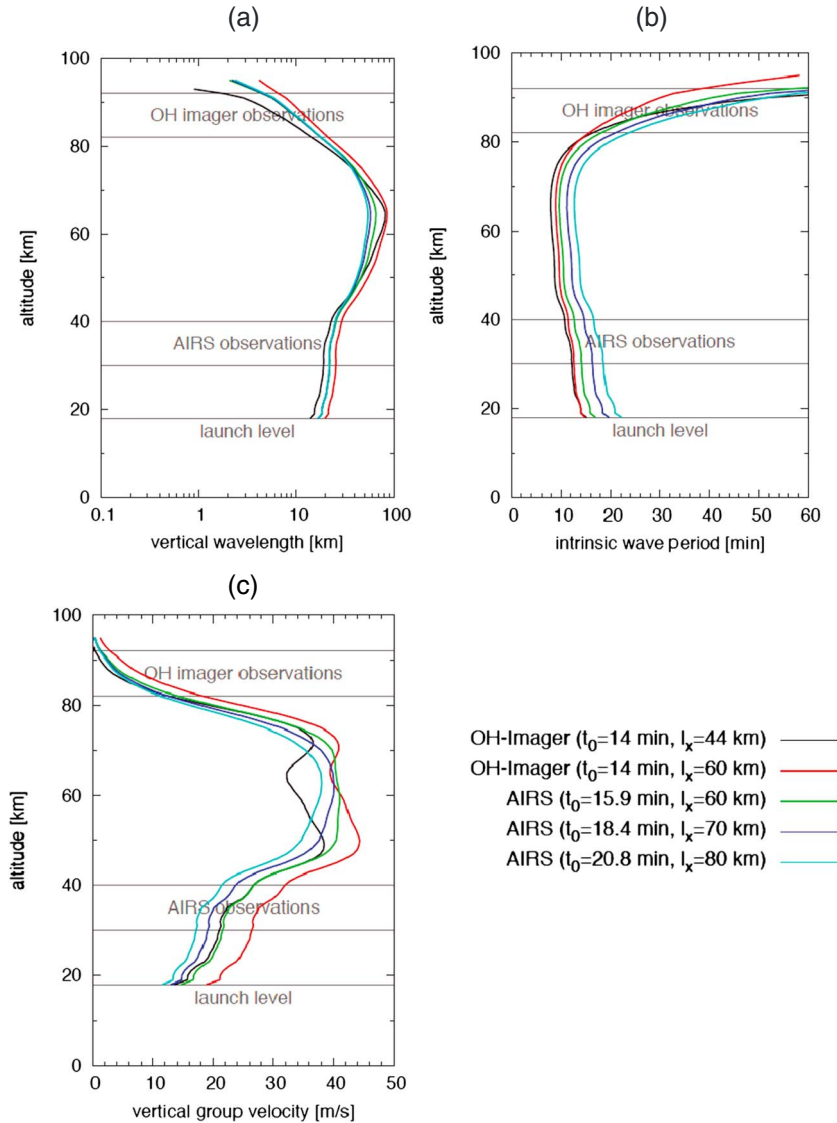 (a)
100
80
60
40
20
0
altitude [km]
OH imager observations
AIRS observations
launch level
0.1 1 10 100
vertical wavelength [km]
(b)
100
80
60
40
20
0
altitude [km]
OH imager observations
AIRS observations
launch level
0 10 20 30 40 50 60
intrinsic wave period [min]
(c)
100
80
60
40
20
0
altitude [km]
OH imager observations
AIRS observations
launch level
0 10 20 30 40 50
vertical group velocity [m/s]
OH-Imager (t₀=14 min, lₓ=44 km)
OH-Imager (t₀=14 min, lₓ=60 km)
AIRS (t₀=15.9 min, lₓ=60 km)
AIRS (t₀=18.4 min, lₓ=70 km)
AIRS (t₀=20.8 min, lₓ=80 km)